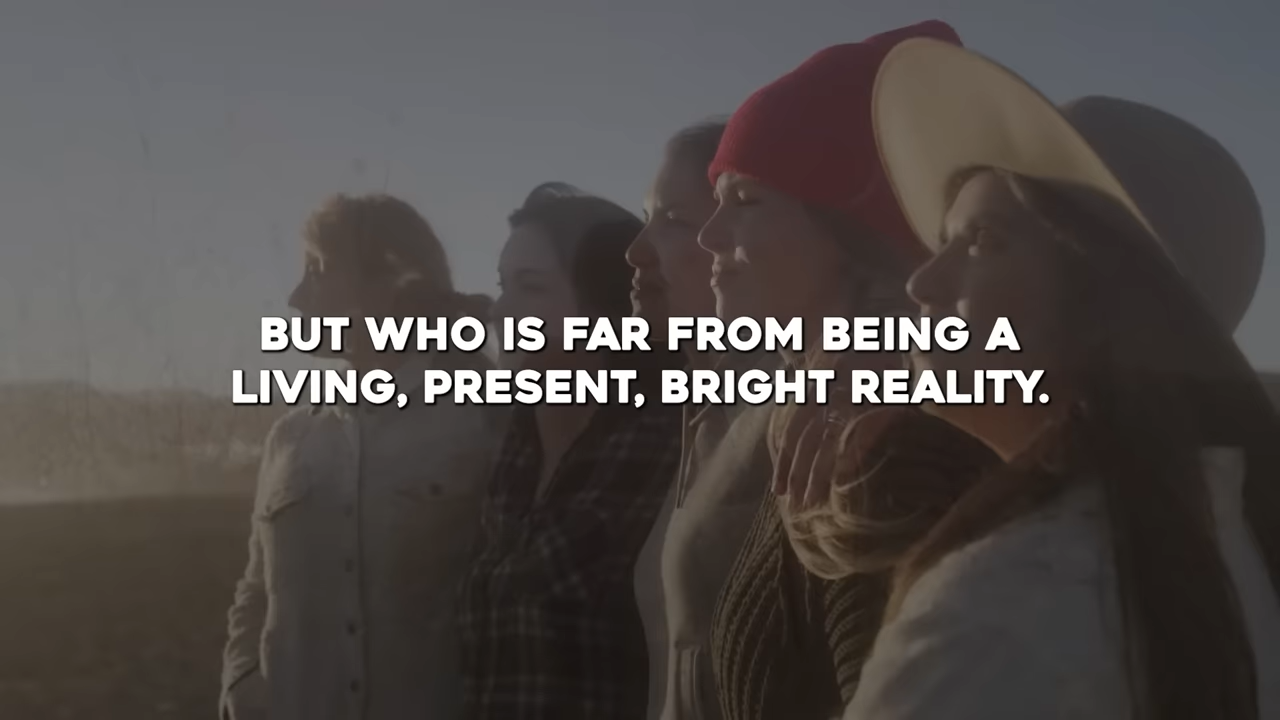 BUT WHO IS FAR FROM BEING A
LIVING, PRESENT, BRIGHT REALITY.